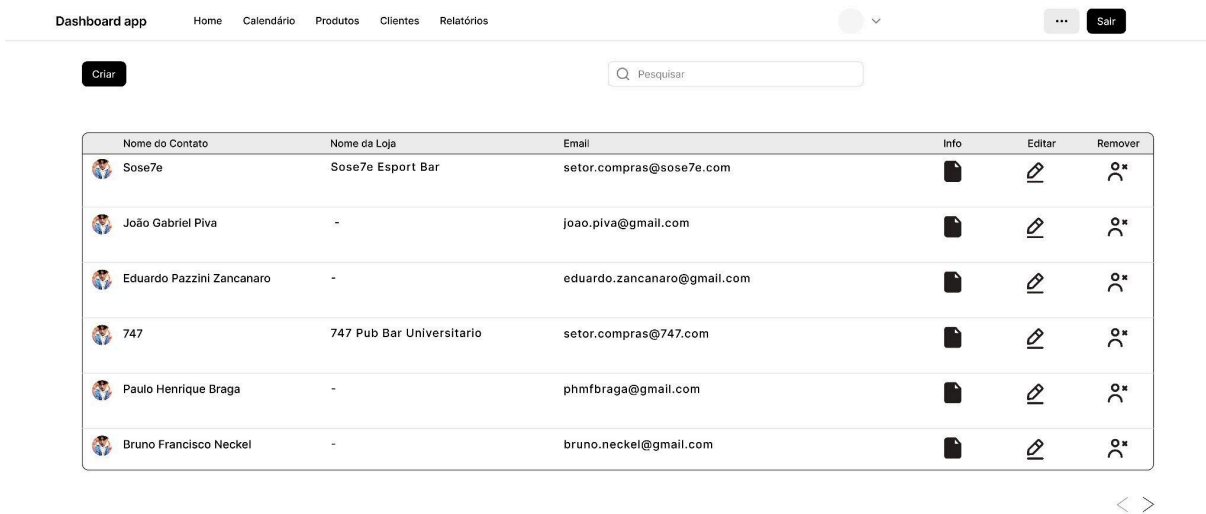 Dashboard app Home Calendário Produtos Clientes Relatórios ... Sair
Criar Pesquisar
Nome do Contato Nome da Loja Email Info Editar Remover
Sose7e Sose7e Esport Bar setor.compras@sose7e.com
João Gabriel Piva - joao.piva@gmail.com
Eduardo Pazzini Zancanaro - eduardo.zancanaro@gmail.com
747 747 Pub Bar Universitario setor.compras@747.com
Paulo Henrique Braga - phmfbraga@gmail.com
Bruno Francisco Neckel - bruno.neckel@gmail.com